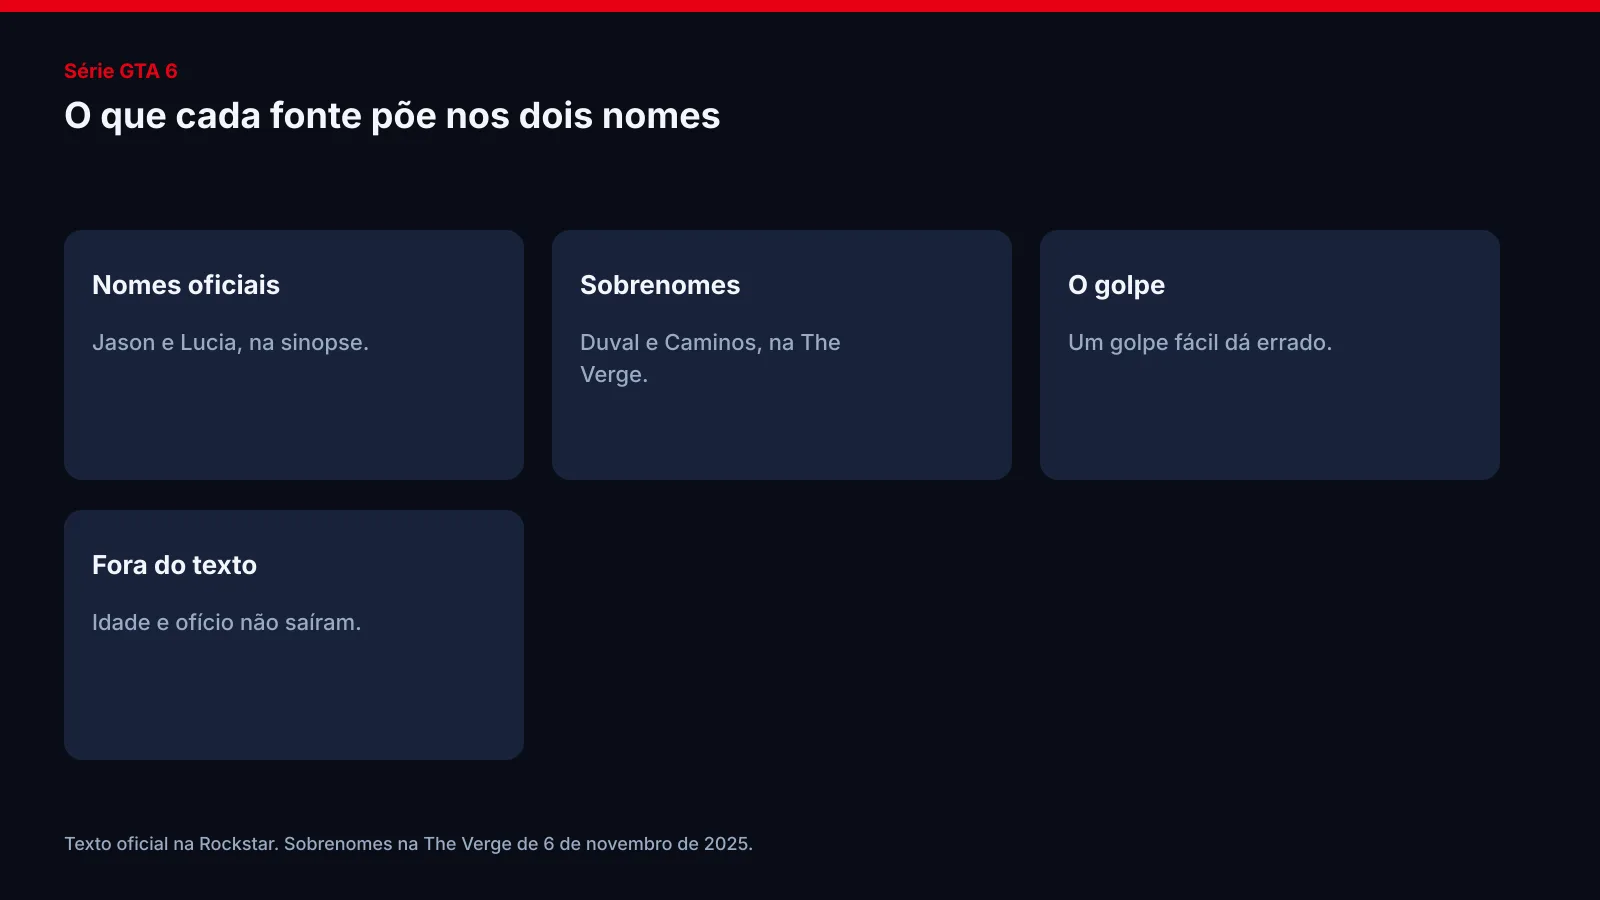 Série GTA 6
O que cada fonte põe nos dois nomes
Nomes oficiais
Jason e Lucia, na sinopse.
Sobrenomes
Duval e Caminos, na The
Verge.
O golpe
Um golpe fácil dá errado.
Fora do texto
Idade e ofício não saíram.
Texto oficial na Rockstar. Sobrenomes na The Verge de 6 de novembro de 2025.